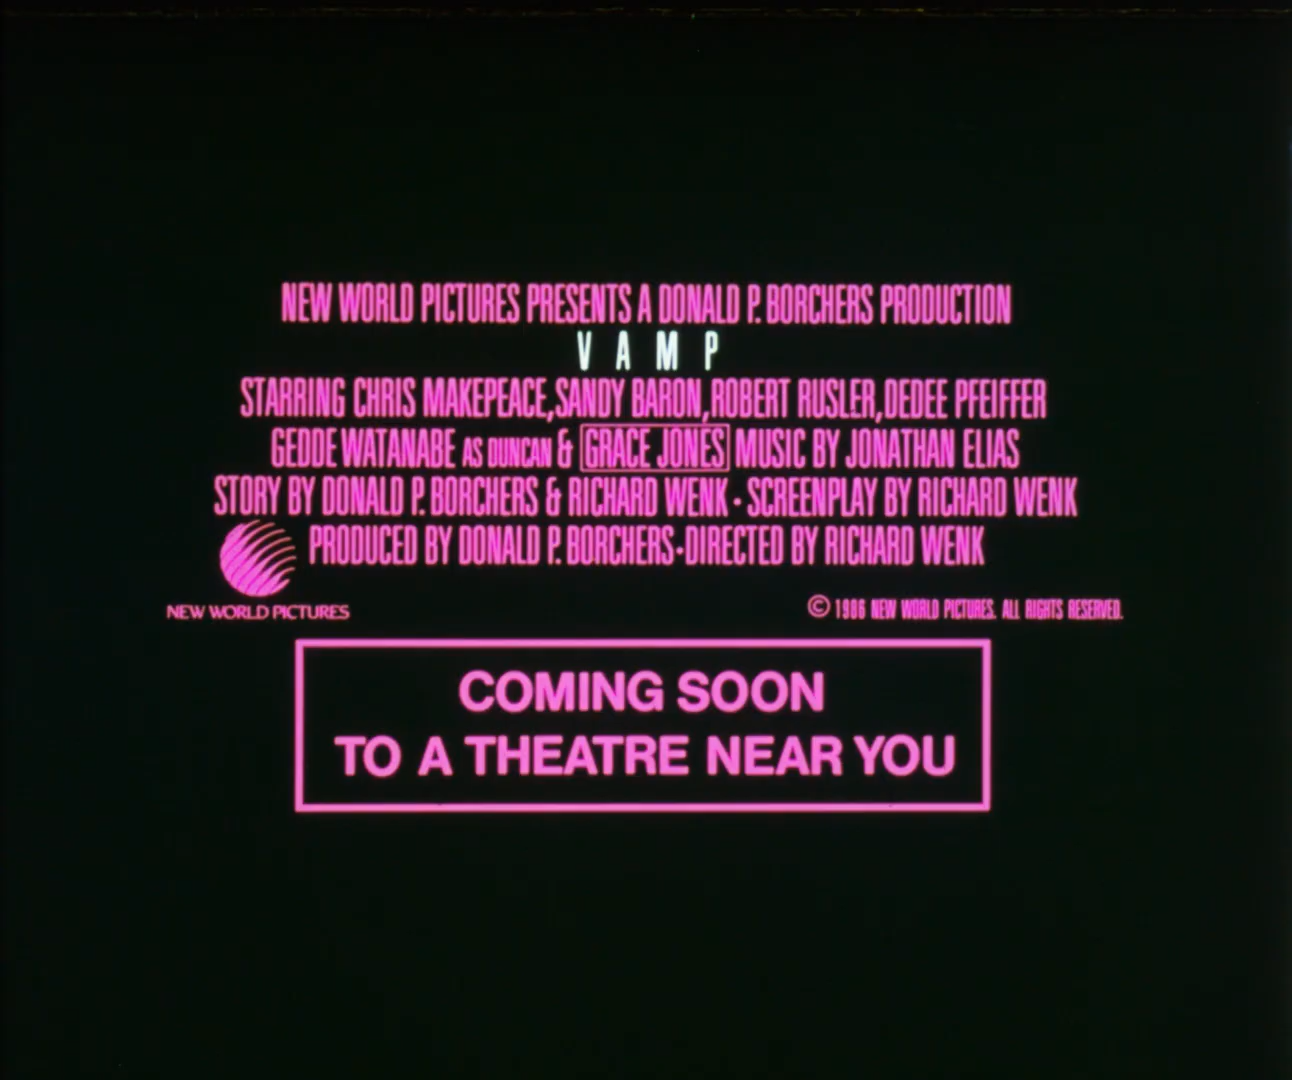 NEW WORLD PICTURES PRESENTS A DONALD P. BORCHERS PRODUCTION
VAMP
STARRING CHRIS MAKEPEACE, SANDY BARON, ROBERT RUSLER, DEDEE PFEIFFER
GEDDE WATANABE AS DUNCAN & GRACE JONES MUSIC BY JONATHAN ELIAS
STORY BY DONALD P. BORCHERS & RICHARD WENK • SCREENPLAY BY RICHARD WENK
PRODUCED BY DONALD P. BORCHERS • DIRECTED BY RICHARD WENK
NEW WORLD PICTURES
© 1986 NEW WORLD PICTURES. ALL RIGHTS RESERVED.
COMING SOON
TO A THEATRE NEAR YOU